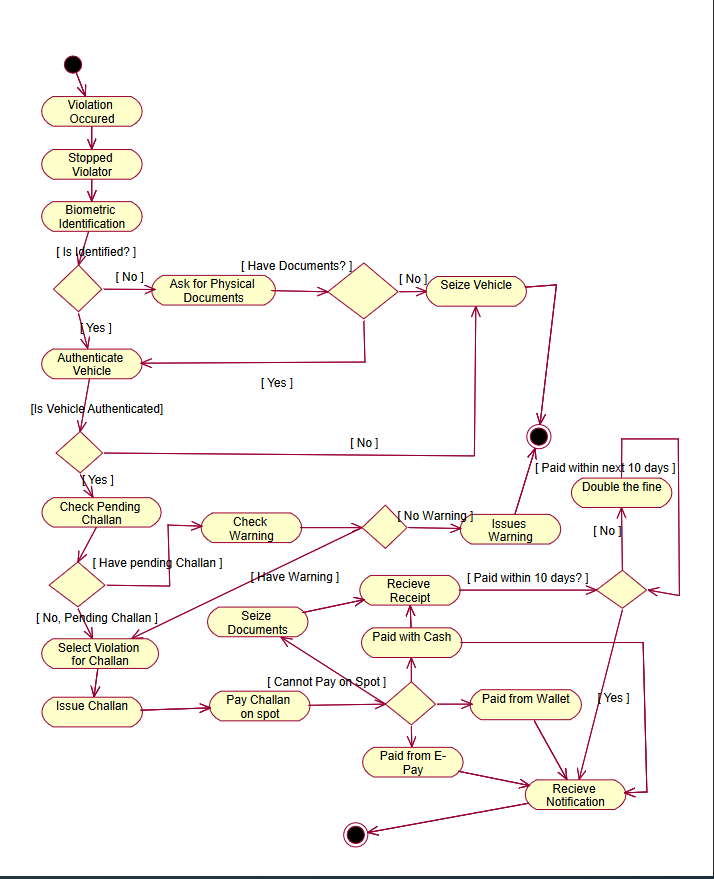 Violation
Occured
Stopped
Violator
Biometric
Identification
[ Is Identified? ]
[ Have Documents? ]
[ No ]
Ask for Physical
Documents
[ No ]
Seize Vehicle
[ Yes ]
Authenticate
Vehicle
[ Yes ]
[Is Vehicle Authenticated]
[ No ]
[ Yes ]
[ Paid within next 10 days ]
Double the fine
Check Pending
Challan
Check
Warning
[ No Warning ]
Issues
Warning
[ No ]
[ Have pending Challan ]
[ Have Warning ]
[ Paid within 10 days? ]
Recieve
Receipt
[ No, Pending Challan ]
Seize
Documents
Paid with Cash
Select Violation
for Challan
[ Cannot Pay on Spot ]
Issue Challan
Pay Challan
on spot
Paid from Wallet
[ Yes ]
Paid from E-
Pay
Recieve
Notification